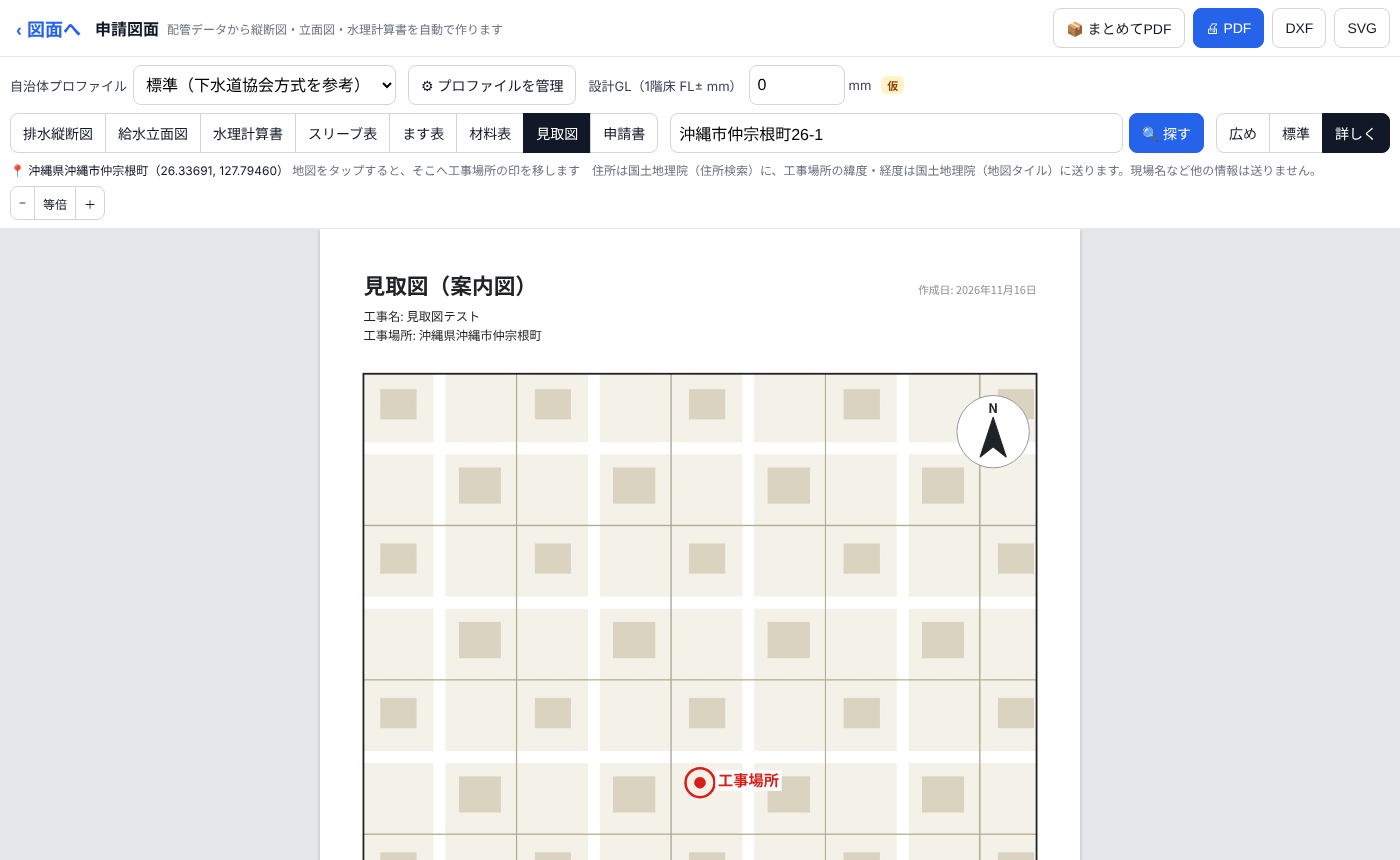 ‹ 図面へ 申請図面 配管データから縦断図・立面図・水理計算書を自動で作ります 📦 まとめてPDF 🖨 PDF DXF SVG
自治体プロファイル 標準（下水道協会方式を参考） ⚙ プロファイルを管理 設計GL（1階床 FL± mm） 0 mm 仮
排水縦断図 給水立面図 水理計算書 スリーブ表 ます表 材料表 見取図 申請書 沖縄市仲宗根町26-1 🔍 探す 広め 標準 詳しく
📍 沖縄県沖縄市仲宗根町（26.33691, 127.79460） 地図をタップすると、そこへ工事場所の印を移します 住所は国土地理院（住所検索）に、工事場所の緯度・経度は国土地理院（地図タイル）に送ります。現場名など他の情報は送りません。
− 等倍 ＋
見取図（案内図）
作成日: 2026年11月16日
工事名: 見取図テスト
工事場所: 沖縄県沖縄市仲宗根町
N
工事場所